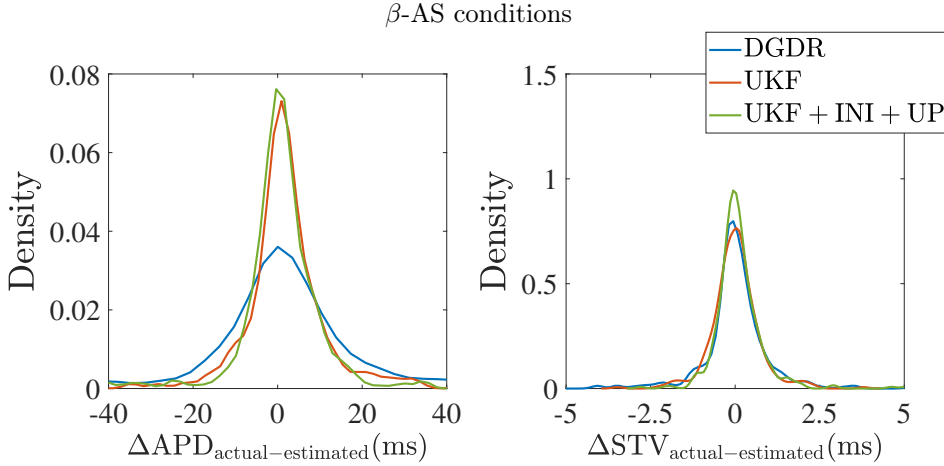 β-AS conditions
DGDR
UKF
UKF + INI + UP
Density
0.08
0.06
0.04
0.02
0
-40
-20
0
20
40
ΔAPDactual−estimated(ms)
Density
1.5
1
0.5
0
-5
-2.5
0
2.5
5
ΔSTVactual−estimated(ms)